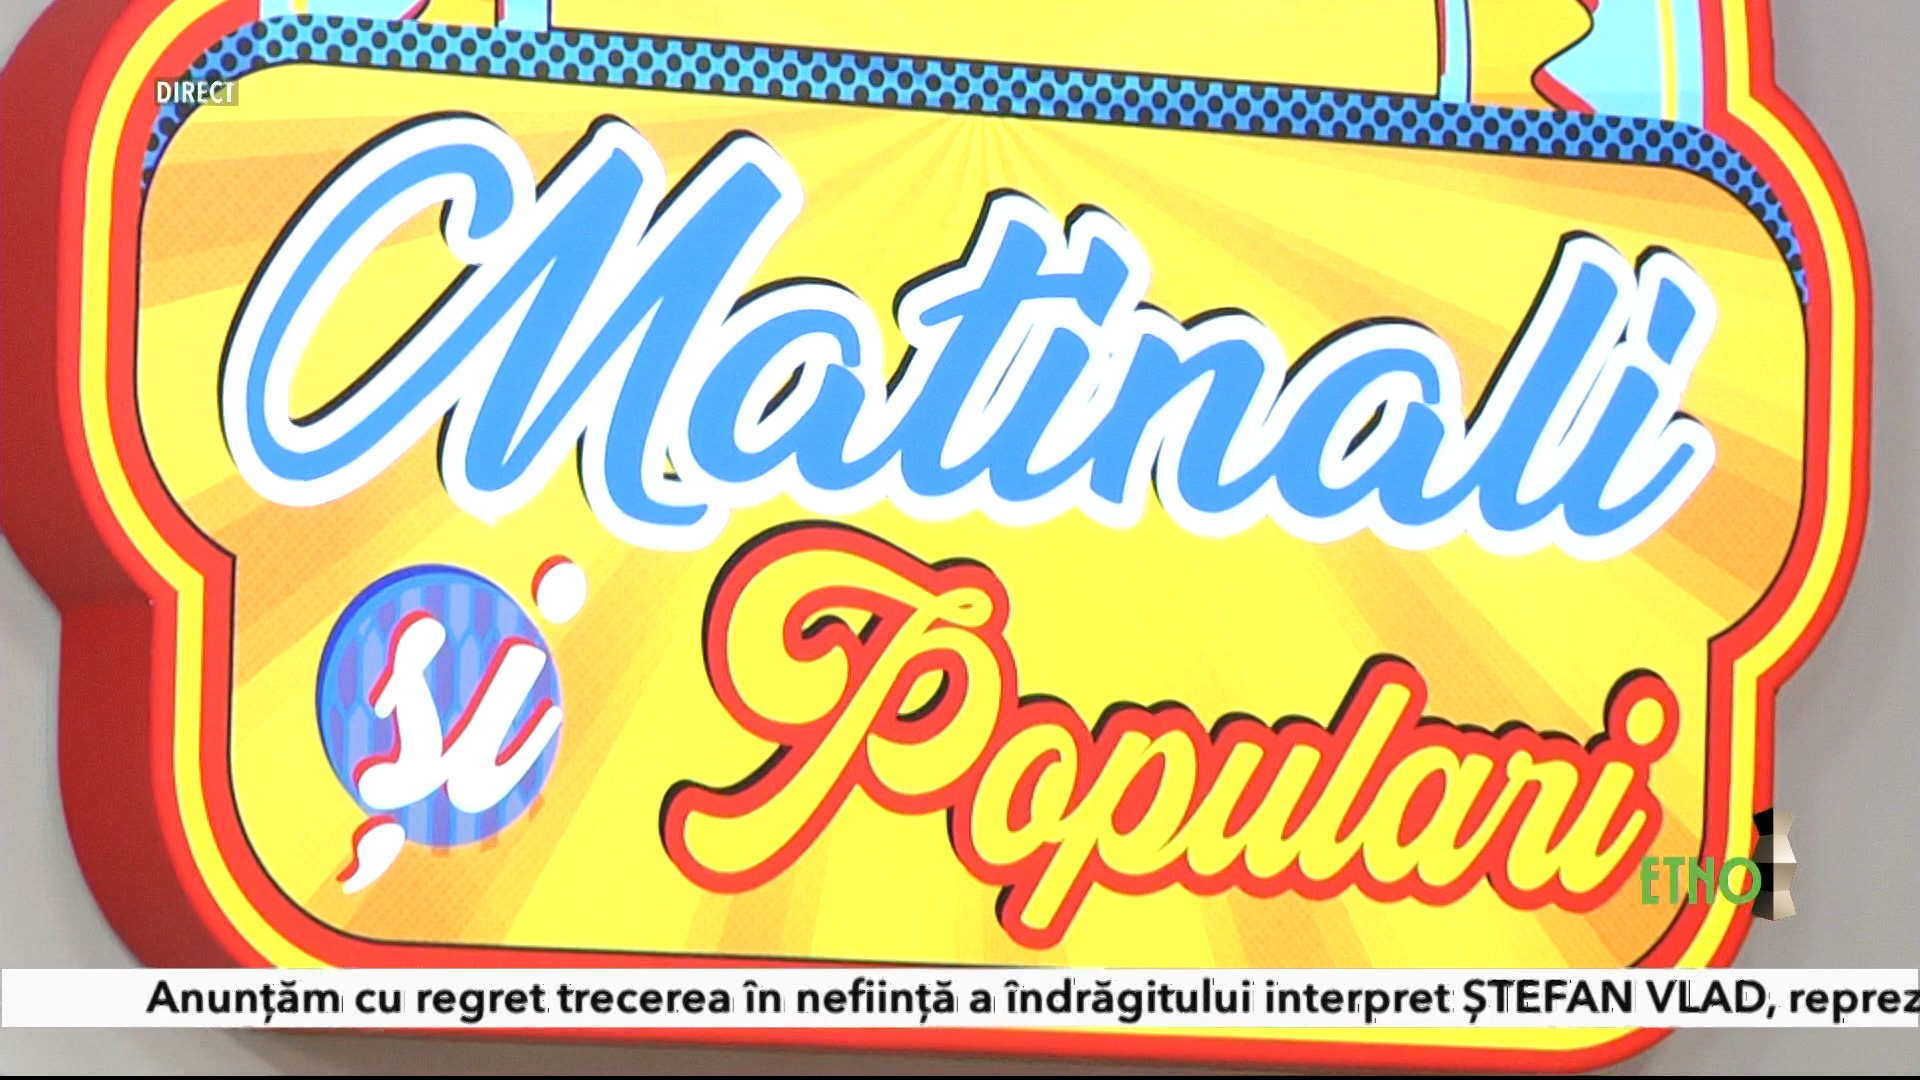 DIRECT
Matinali
și Populari
ETNO
Anunțăm cu regret trecerea în neființă a îndrăgitului interpret ȘTEFAN VLAD, reprez